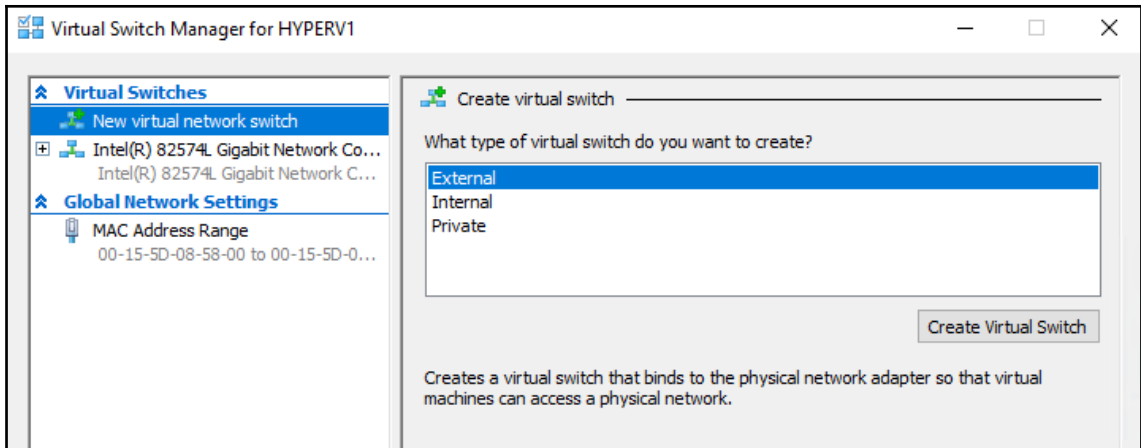 Virtual Switch Manager for HYPERV1
Virtual Switches
New virtual network switch
Intel(R) 82574L Gigabit Network Co...
Intel(R) 82574L Gigabit Network C...
Global Network Settings
MAC Address Range
00-15-5D-08-58-00 to 00-15-5D-0...
Create virtual switch
What type of virtual switch do you want to create?
External
Internal
Private
Create Virtual Switch
Creates a virtual switch that binds to the physical network adapter so that virtual
machines can access a physical network.